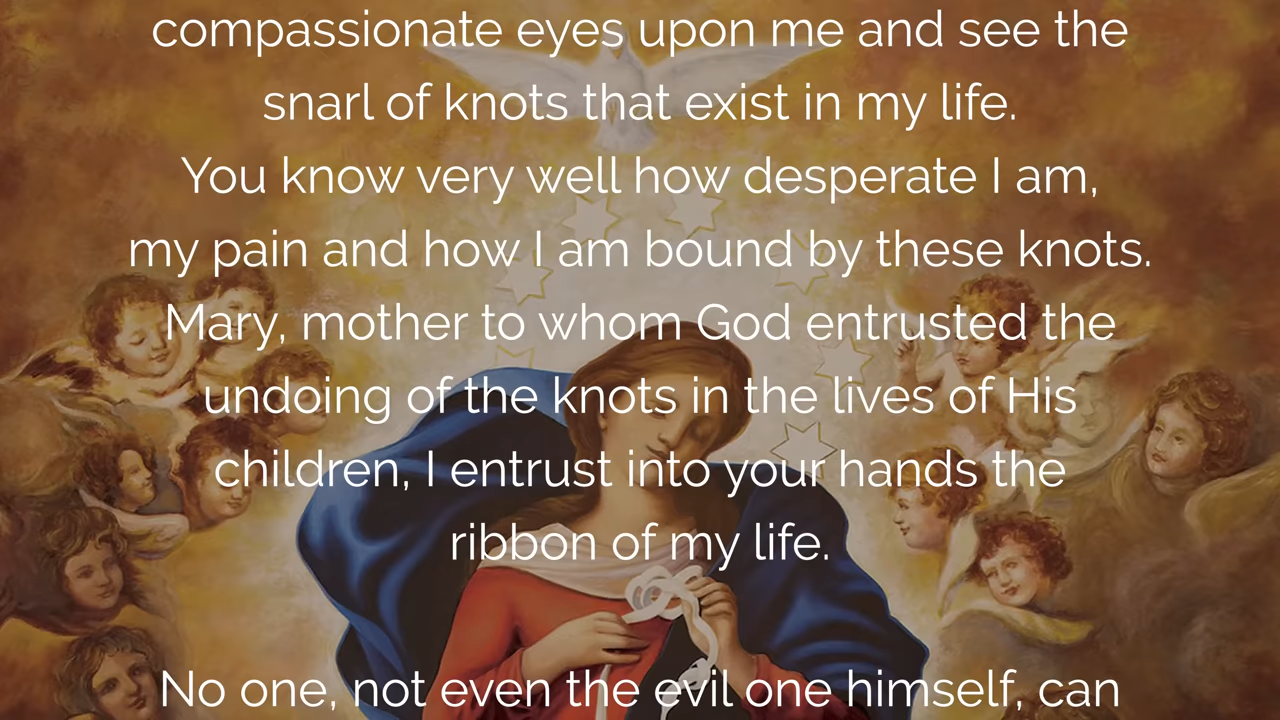 compassionate eyes upon me and see the
snarl of knots that exist in my life.
You know very well how desperate I am,
my pain and how I am bound by these knots.
Mary, mother to whom God entrusted the
undoing of the knots in the lives of His
children, I entrust into your hands the
ribbon of my life.
No one, not even the evil one himself, can